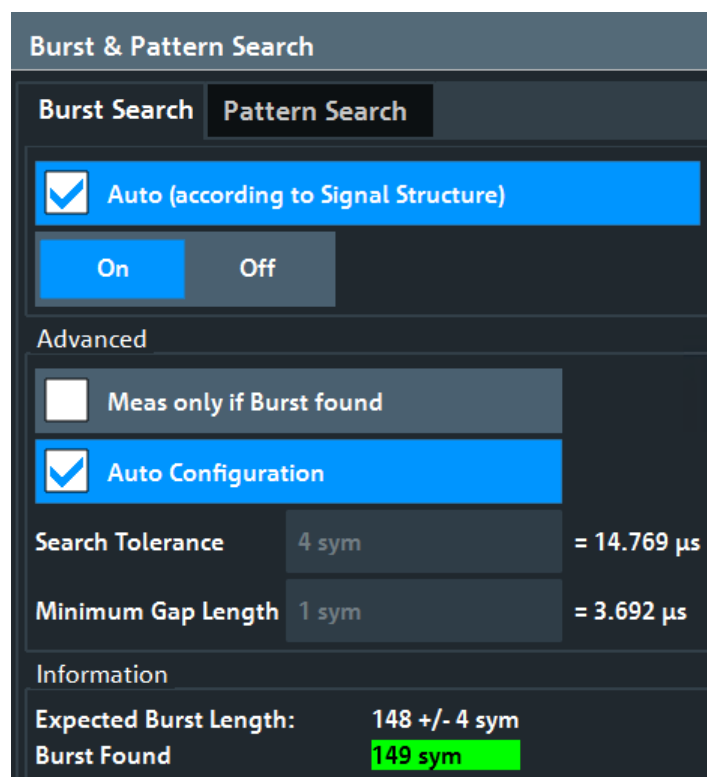 Burst & Pattern Search
Burst Search Pattern Search
Auto (according to Signal Structure)
On Off
Advanced
Meas only if Burst found
Auto Configuration
Search Tolerance 4 sym = 14.769 µs
Minimum Gap Length 1 sym = 3.692 µs
Information
Expected Burst Length: 148 +/- 4 sym
Burst Found 149 sym